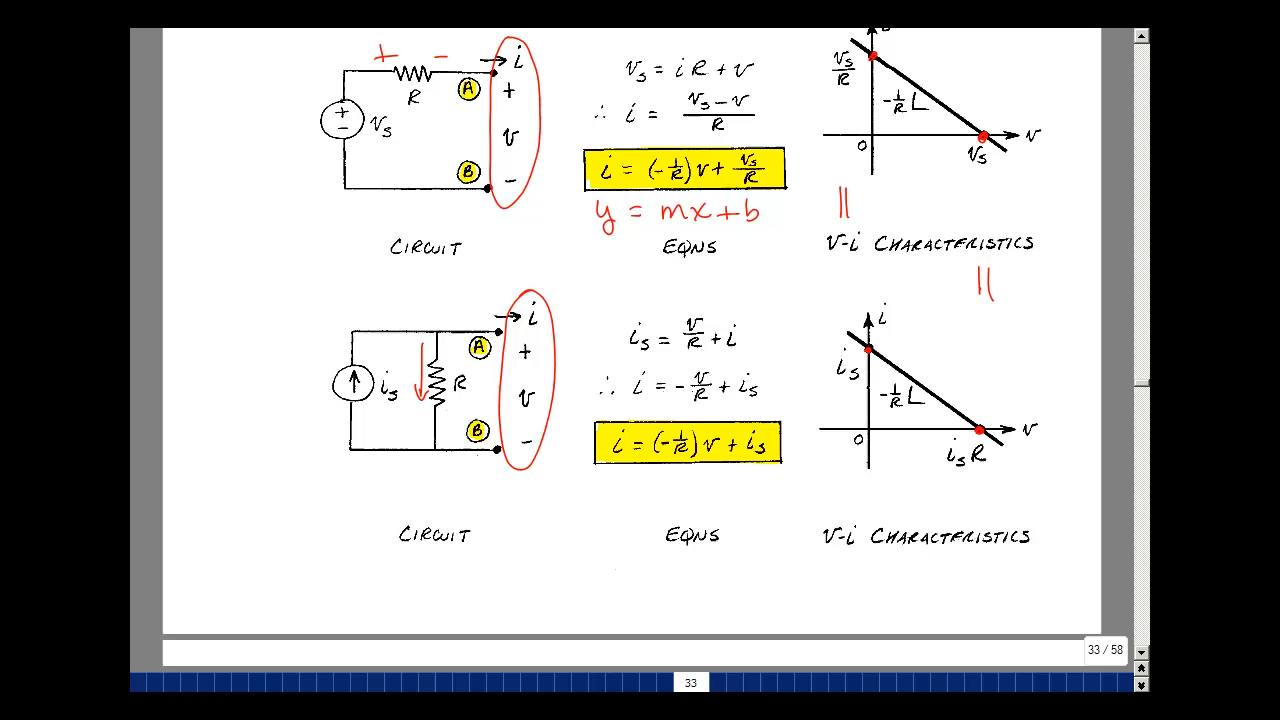 + - → i
R
A
+
+
-
vs
v
B
-
CIRCUIT
vs = iR + v
∴ i = vs - v / R
i = (-1/R) v + vs/R
y = mx + b
EQNS
vs/R
-1/R
0
vs
v
||
v-i CHARACTERISTICS
||
→ i
A
+
is
R
v
B
-
CIRCUIT
is = v/R + i
∴ i = -v/R + is
i = (-1/R) v + is
EQNS
i
is
-1/R
0
is R
v
v-i CHARACTERISTICS
33 / 58
33